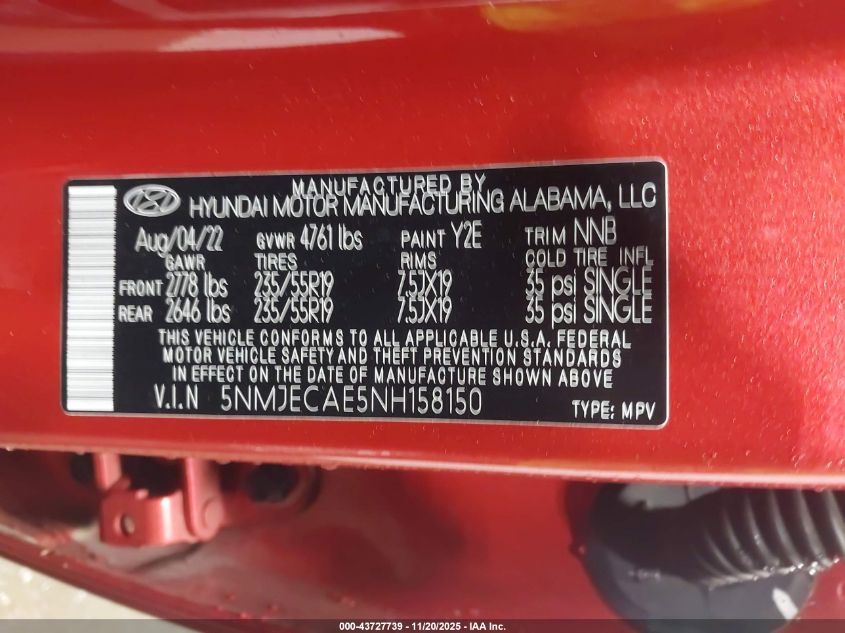 MANUFACTURED BY
HYUNDAI MOTOR MANUFACTURING ALABAMA, LLC
Aug/04/22 GVWR 4761 lbs PAINT Y2E TRIM NNB
GAWR TIRES RIMS COLD TIRE INFL
FRONT 2778 lbs 235/55R19 7.5JX19 35 psi SINGLE
REAR 2646 lbs 235/55R19 7.5JX19 35 psi SINGLE
THIS VEHICLE CONFORMS TO ALL APPLICABLE U.S.A. FEDERAL
MOTOR VEHICLE SAFETY AND THEFT PREVENTION STANDARDS
IN EFFECT ON THE DATE OF MANUFACTURE SHOWN ABOVE
V.I.N 5NMJECAE5NH158150 TYPE: MPV
000-43727739 - 11/20/2025 - IAA Inc.